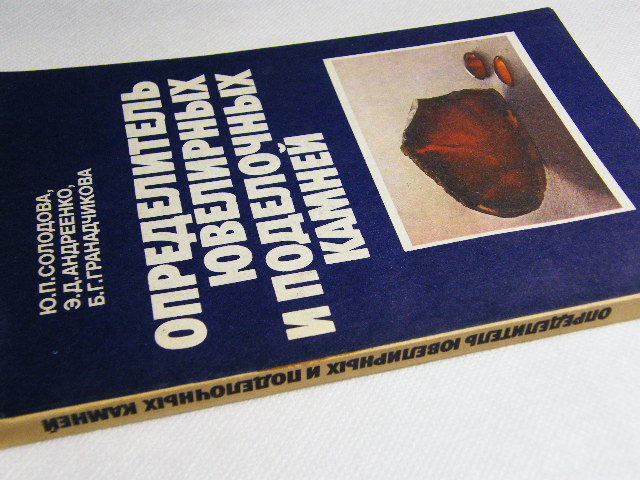 Ю.П.СОЛОДОВА,
Э.Д.АНДРЕЕНКО,
Б.Г.ГРАНАДЧИКОВА
ОПРЕДЕЛИТЕЛЬ
ЮВЕЛИРНЫХ
И ПОДЕЛОЧНЫХ
КАМНЕЙ
ОПРЕДЕЛИТЕЛЬ ЮВЕЛИРНЫХ И ПОДЕЛОЧНЫХ КАМНЕЙ